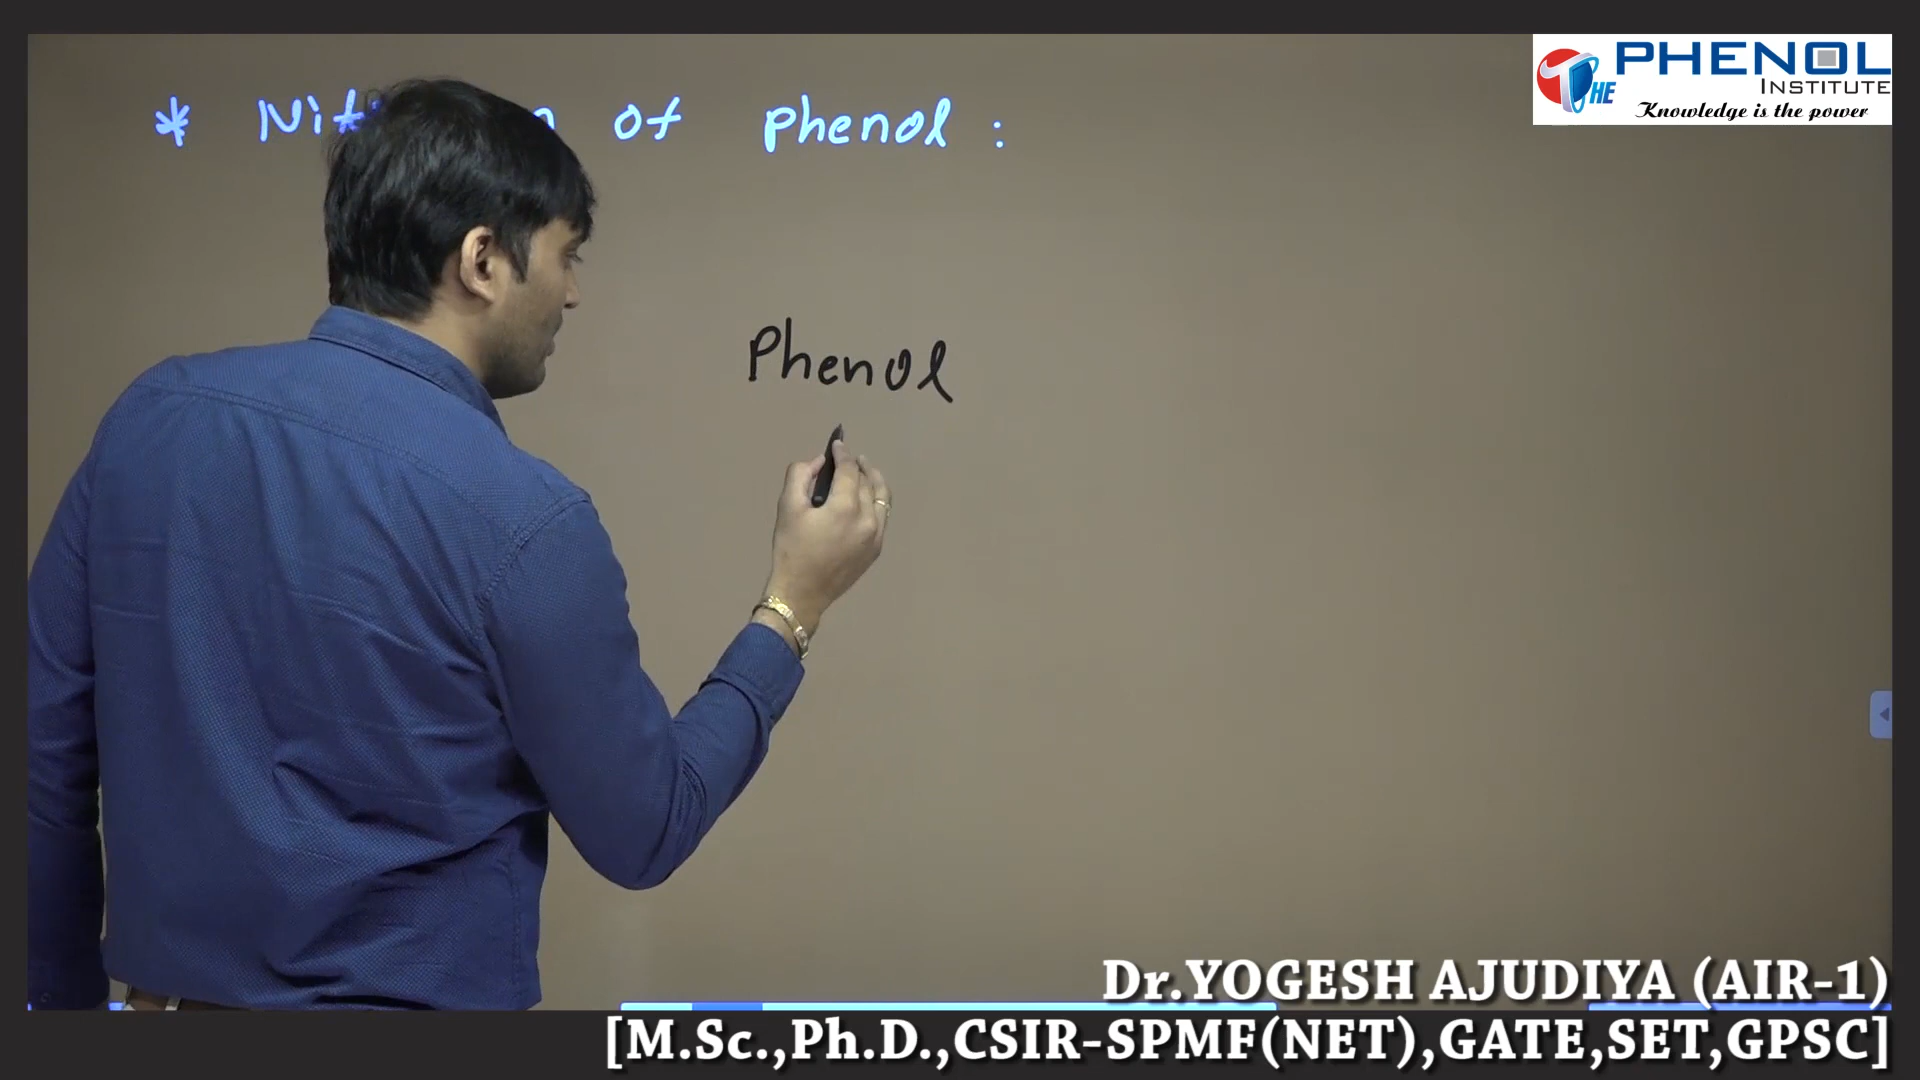 * of phenol :
Phenol
THE PHENOL
INSTITUTE
Knowledge is the power
Dr.YOGESH AJUDIYA (AIR-1)
[M.Sc.,Ph.D.,CSIR-SPMF(NET),GATE,SET,GPSC]